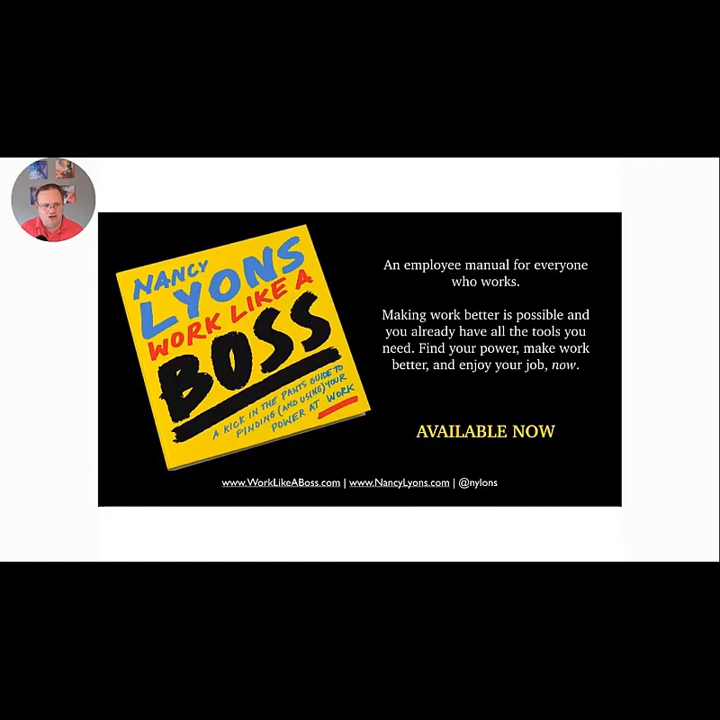 NANCY
LYONS
WORK LIKE A
BOSS
A KICK IN THE PANTS GUIDE TO
FINDING (AND USING) YOUR
POWER AT WORK
An employee manual for everyone
who works.
Making work better is possible and
you already have all the tools you
need. Find your power, make work
better, and enjoy your job, now.
AVAILABLE NOW
www.WorkLikeABoss.com | www.NancyLyons.com | @nylons